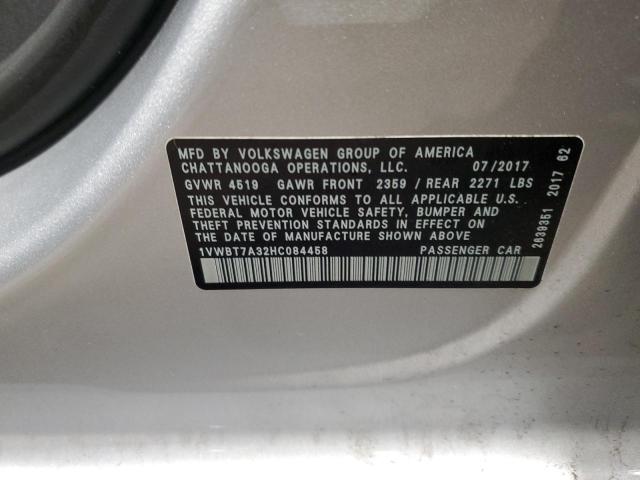 MFD BY VOLKSWAGEN GROUP OF AMERICA
CHATTANOOGA OPERATIONS, LLC. 07/2017
GVWR 4519 GAWR FRONT 2359 / REAR 2271 LBS
THIS VEHICLE CONFORMS TO ALL APPLICABLE U.S.
FEDERAL MOTOR VEHICLE SAFETY, BUMPER AND
THEFT PREVENTION STANDARDS IN EFFECT ON
THE DATE OF MANUFACTURE SHOWN ABOVE
1VWBT7A32HC084458 PASSENGER CAR
2639351 2017 62